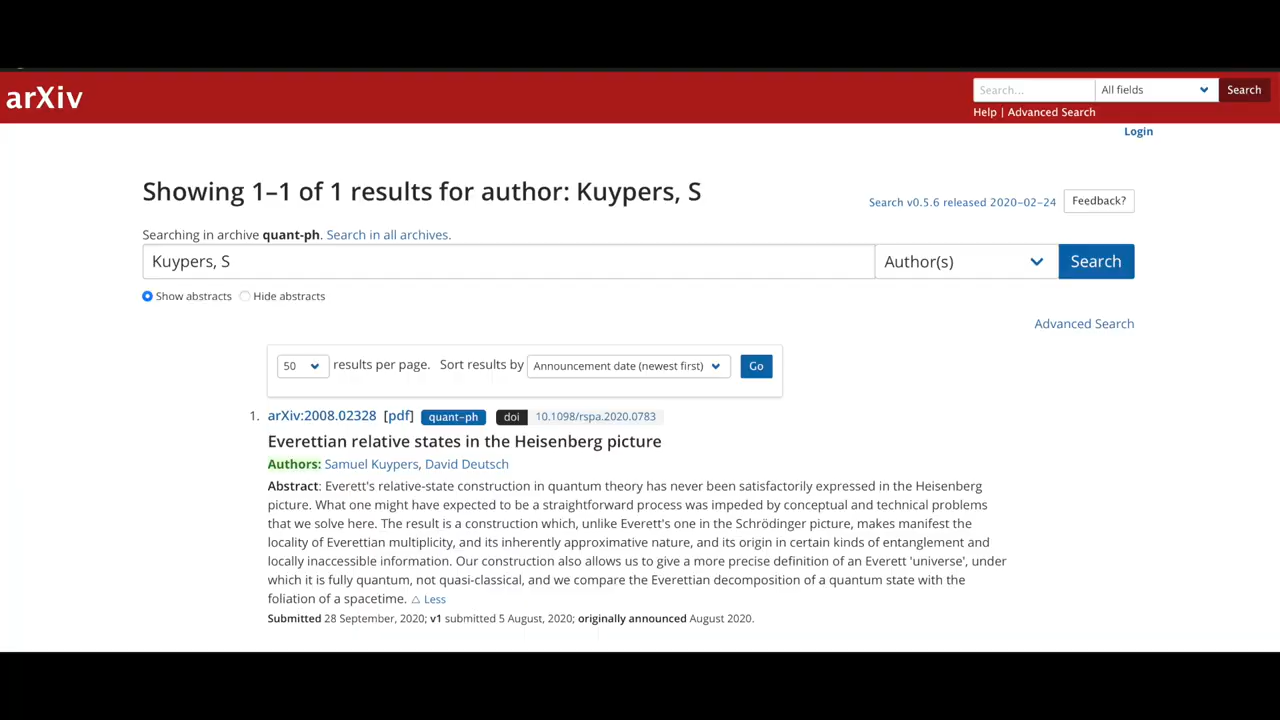 arXiv
Search...
All fields
Search
Help | Advanced Search
Login
Showing 1–1 of 1 results for author: Kuypers, S
Search v0.5.6 released 2020-02-24
Feedback?
Searching in archive quant-ph. Search in all archives.
Kuypers, S
Author(s)
Search
Show abstracts
Hide abstracts
Advanced Search
50
results per page.
Sort results by
Announcement date (newest first)
Go
1. arXiv:2008.02328 [pdf] quant-ph doi 10.1098/rspa.2020.0783
Everettian relative states in the Heisenberg picture
Authors: Samuel Kuypers, David Deutsch
Abstract: Everett's relative-state construction in quantum theory has never been satisfactorily expressed in the Heisenberg
picture. What one might have expected to be a straightforward process was impeded by conceptual and technical problems
that we solve here. The result is a construction which, unlike Everett's one in the Schrödinger picture, makes manifest the
locality of Everettian multiplicity, and its inherently approximative nature, and its origin in certain kinds of entanglement and
locally inaccessible information. Our construction also allows us to give a more precise definition of an Everett 'universe', under
which it is fully quantum, not quasi-classical, and we compare the Everettian decomposition of a quantum state with the
foliation of a spacetime. △ Less
Submitted 28 September, 2020; v1 submitted 5 August, 2020; originally announced August 2020.